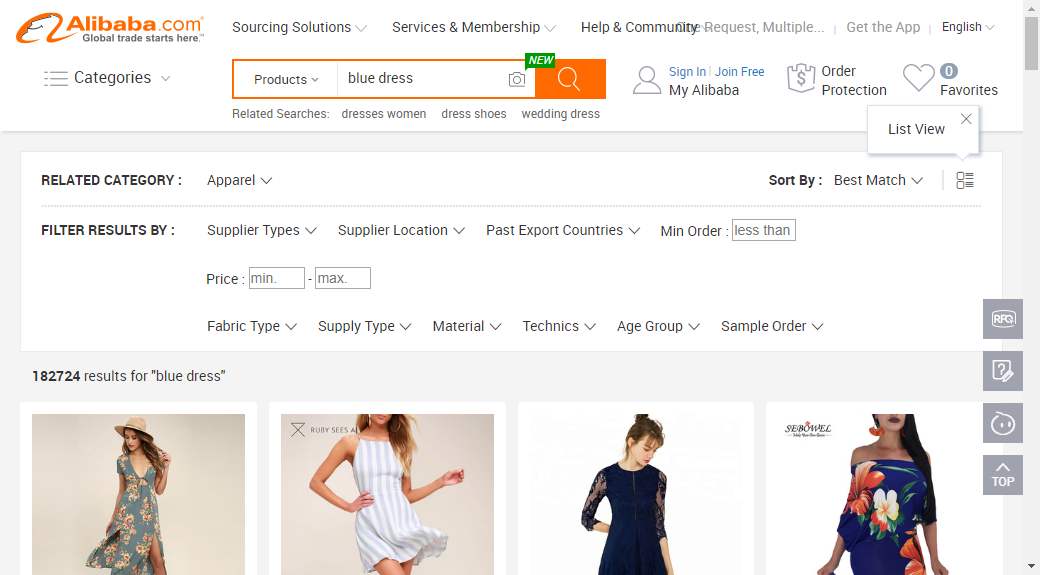 Alibaba.com
Global trade starts here.™
Sourcing Solutions
Services & Membership
Help & Community
One Request, Multiple...
Get the App
English
Categories
Products
blue dress
NEW
Sign In | Join Free
My Alibaba
Order
Protection
0
Favorites
Related Searches: dresses women dress shoes wedding dress
List View
RELATED CATEGORY :
Apparel
Sort By :
Best Match
FILTER RESULTS BY :
Supplier Types
Supplier Location
Past Export Countries
Min Order :
less than
Price : min. - max.
Fabric Type
Supply Type
Material
Technics
Age Group
Sample Order
RFQ
182724 results for "blue dress"
TOP
RUBY SEES A
SEBOWEL